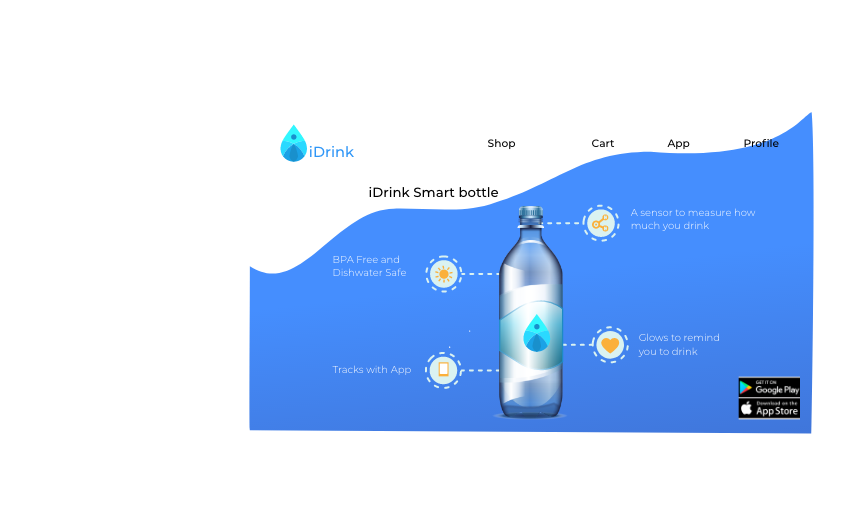 iDrink
Shop
Cart
App
Profile
iDrink Smart bottle
A sensor to measure how
much you drink
BPA Free and
Dishwater Safe
Glows to remind
you to drink
Tracks with App
GET IT ON
Google Play
Download on the
App Store